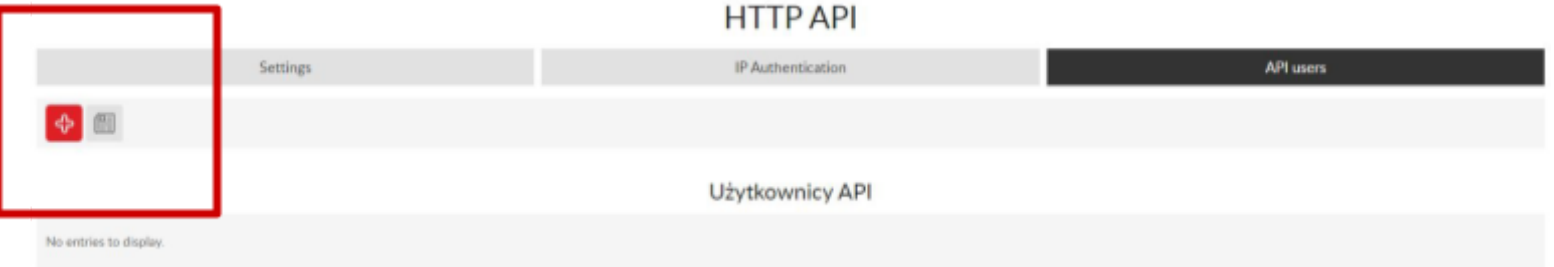 HTTP API
Settings IP Authentication API users
Użytkownicy API
No entries to display.